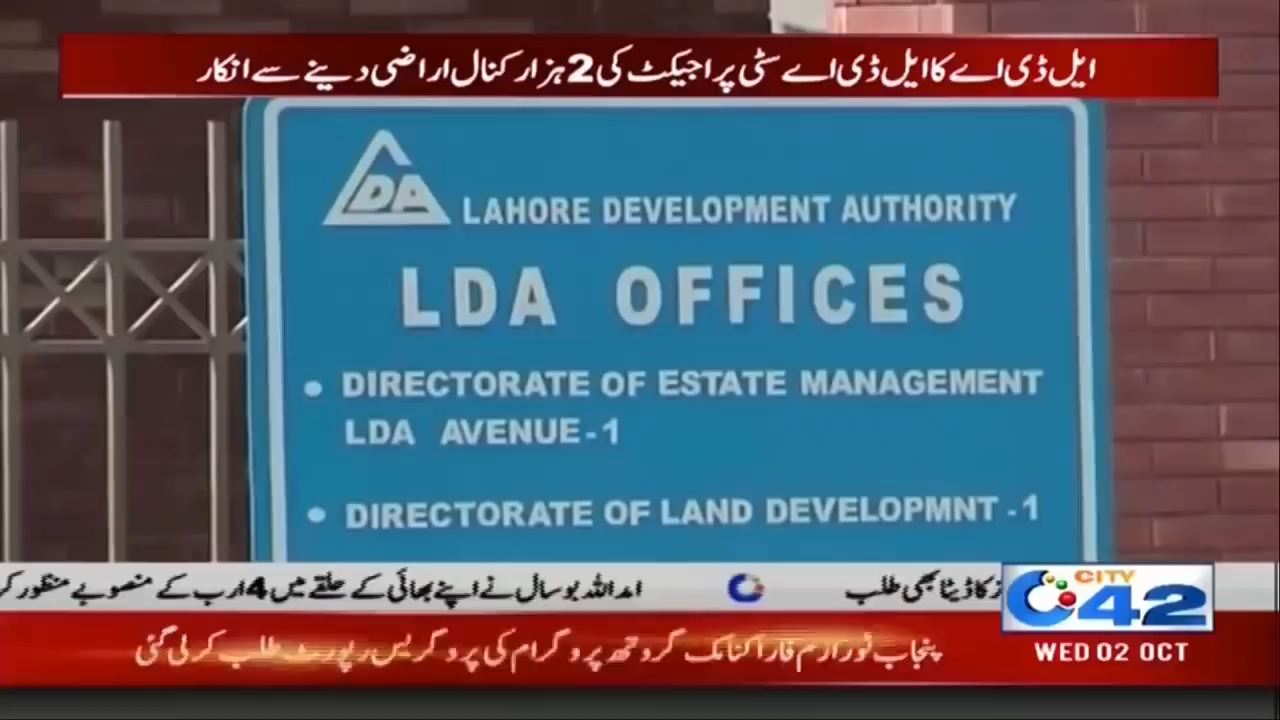 ایل ڈی اے کا ایل ڈی اے سٹی پراجیکٹ کی 2 ہزار کنال اراضی دینے سے انکار
LDA
LAHORE DEVELOPMENT AUTHORITY
LDA OFFICES
• DIRECTORATE OF ESTATE MANAGEMENT
LDA AVENUE-1
• DIRECTORATE OF LAND DEVELOPMNT -1
کا ڈیٹا بھی طلب
امداللہ بوسال نے اپنے بھائی کے حلقے میں 4 ارب کے منصوبے منظور کر
CITY 42
پنجاب ٹورازم فار اکنامک گروتھ پروگرام کی پروگریس رپورٹ طلب کر لی گئی
WED 02 OCT